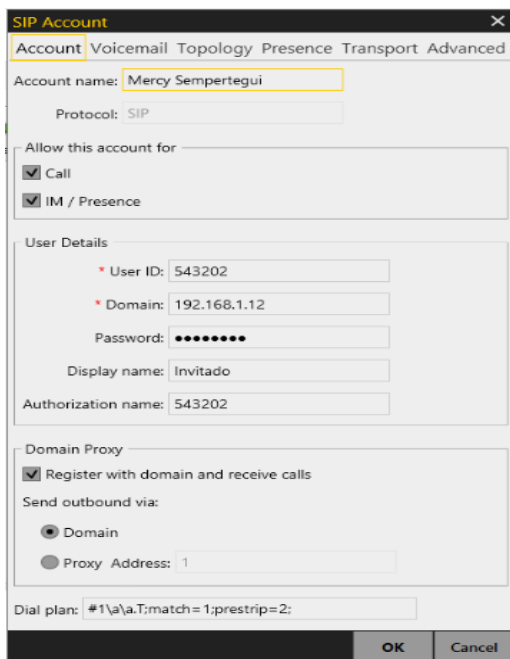 SIP Account
Account Voicemail Topology Presence Transport Advanced
Account name: Mercy Sempertegui
Protocol: SIP
Allow this account for
Call
IM / Presence
User Details
* User ID: 543202
* Domain: 192.168.1.12
Password: ●●●●●●●●
Display name: Invitado
Authorization name: 543202
Domain Proxy
Register with domain and receive calls
Send outbound via:
Domain
Proxy Address: 1
Dial plan: #1\a\a.T;match=1;prestrip=2;
OK Cancel